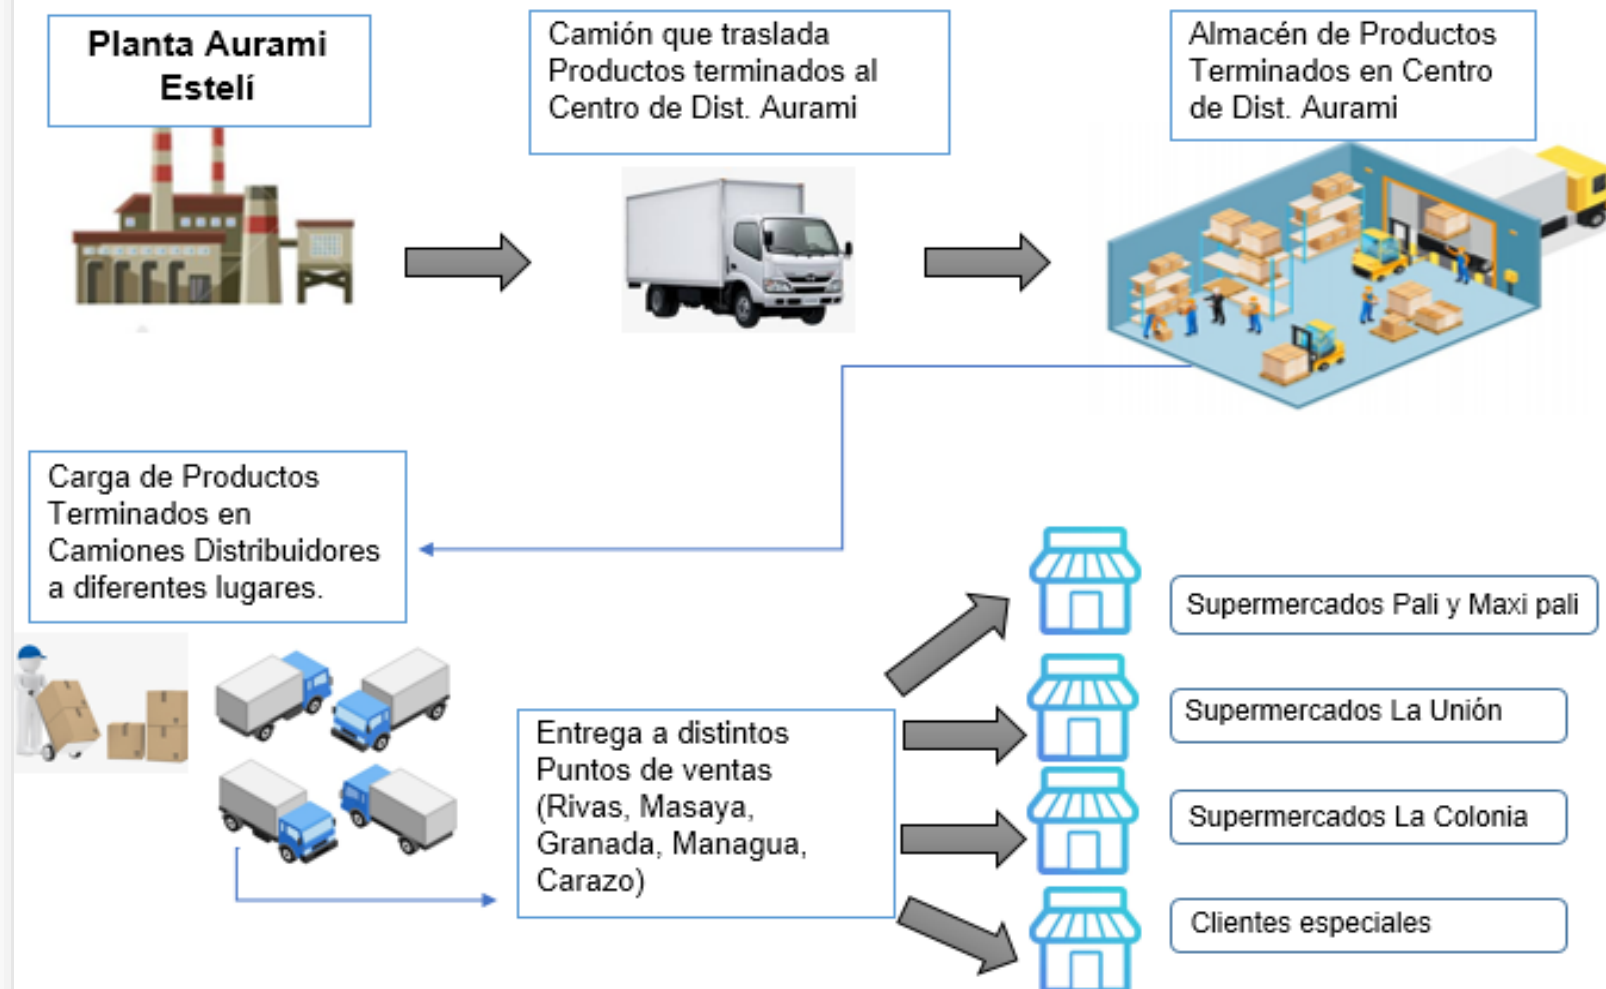 Planta Aurami
Estelí
Camión que traslada
Productos terminados al
Centro de Dist. Aurami
Almacén de Productos
Terminados en Centro
de Dist. Aurami
Carga de Productos
Terminados en
Camiones Distribuidores
a diferentes lugares.
Entrega a distintos
Puntos de ventas
(Rivas, Masaya,
Granada, Managua,
Carazo)
Supermercados Pali y Maxi pali
Supermercados La Unión
Supermercados La Colonia
Clientes especiales